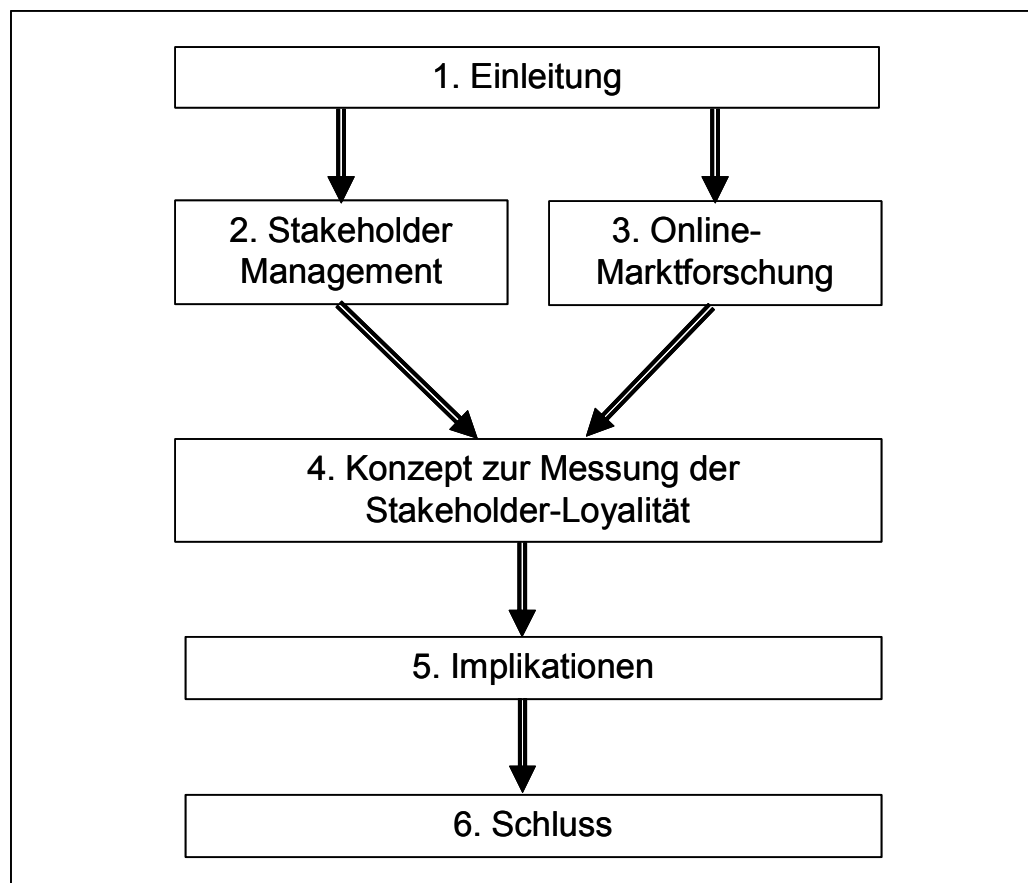 1. Einleitung
2. Stakeholder
Management
3. Online-
Marktforschung
4. Konzept zur Messung der
Stakeholder-Loyalität
5. Implikationen
6. Schluss